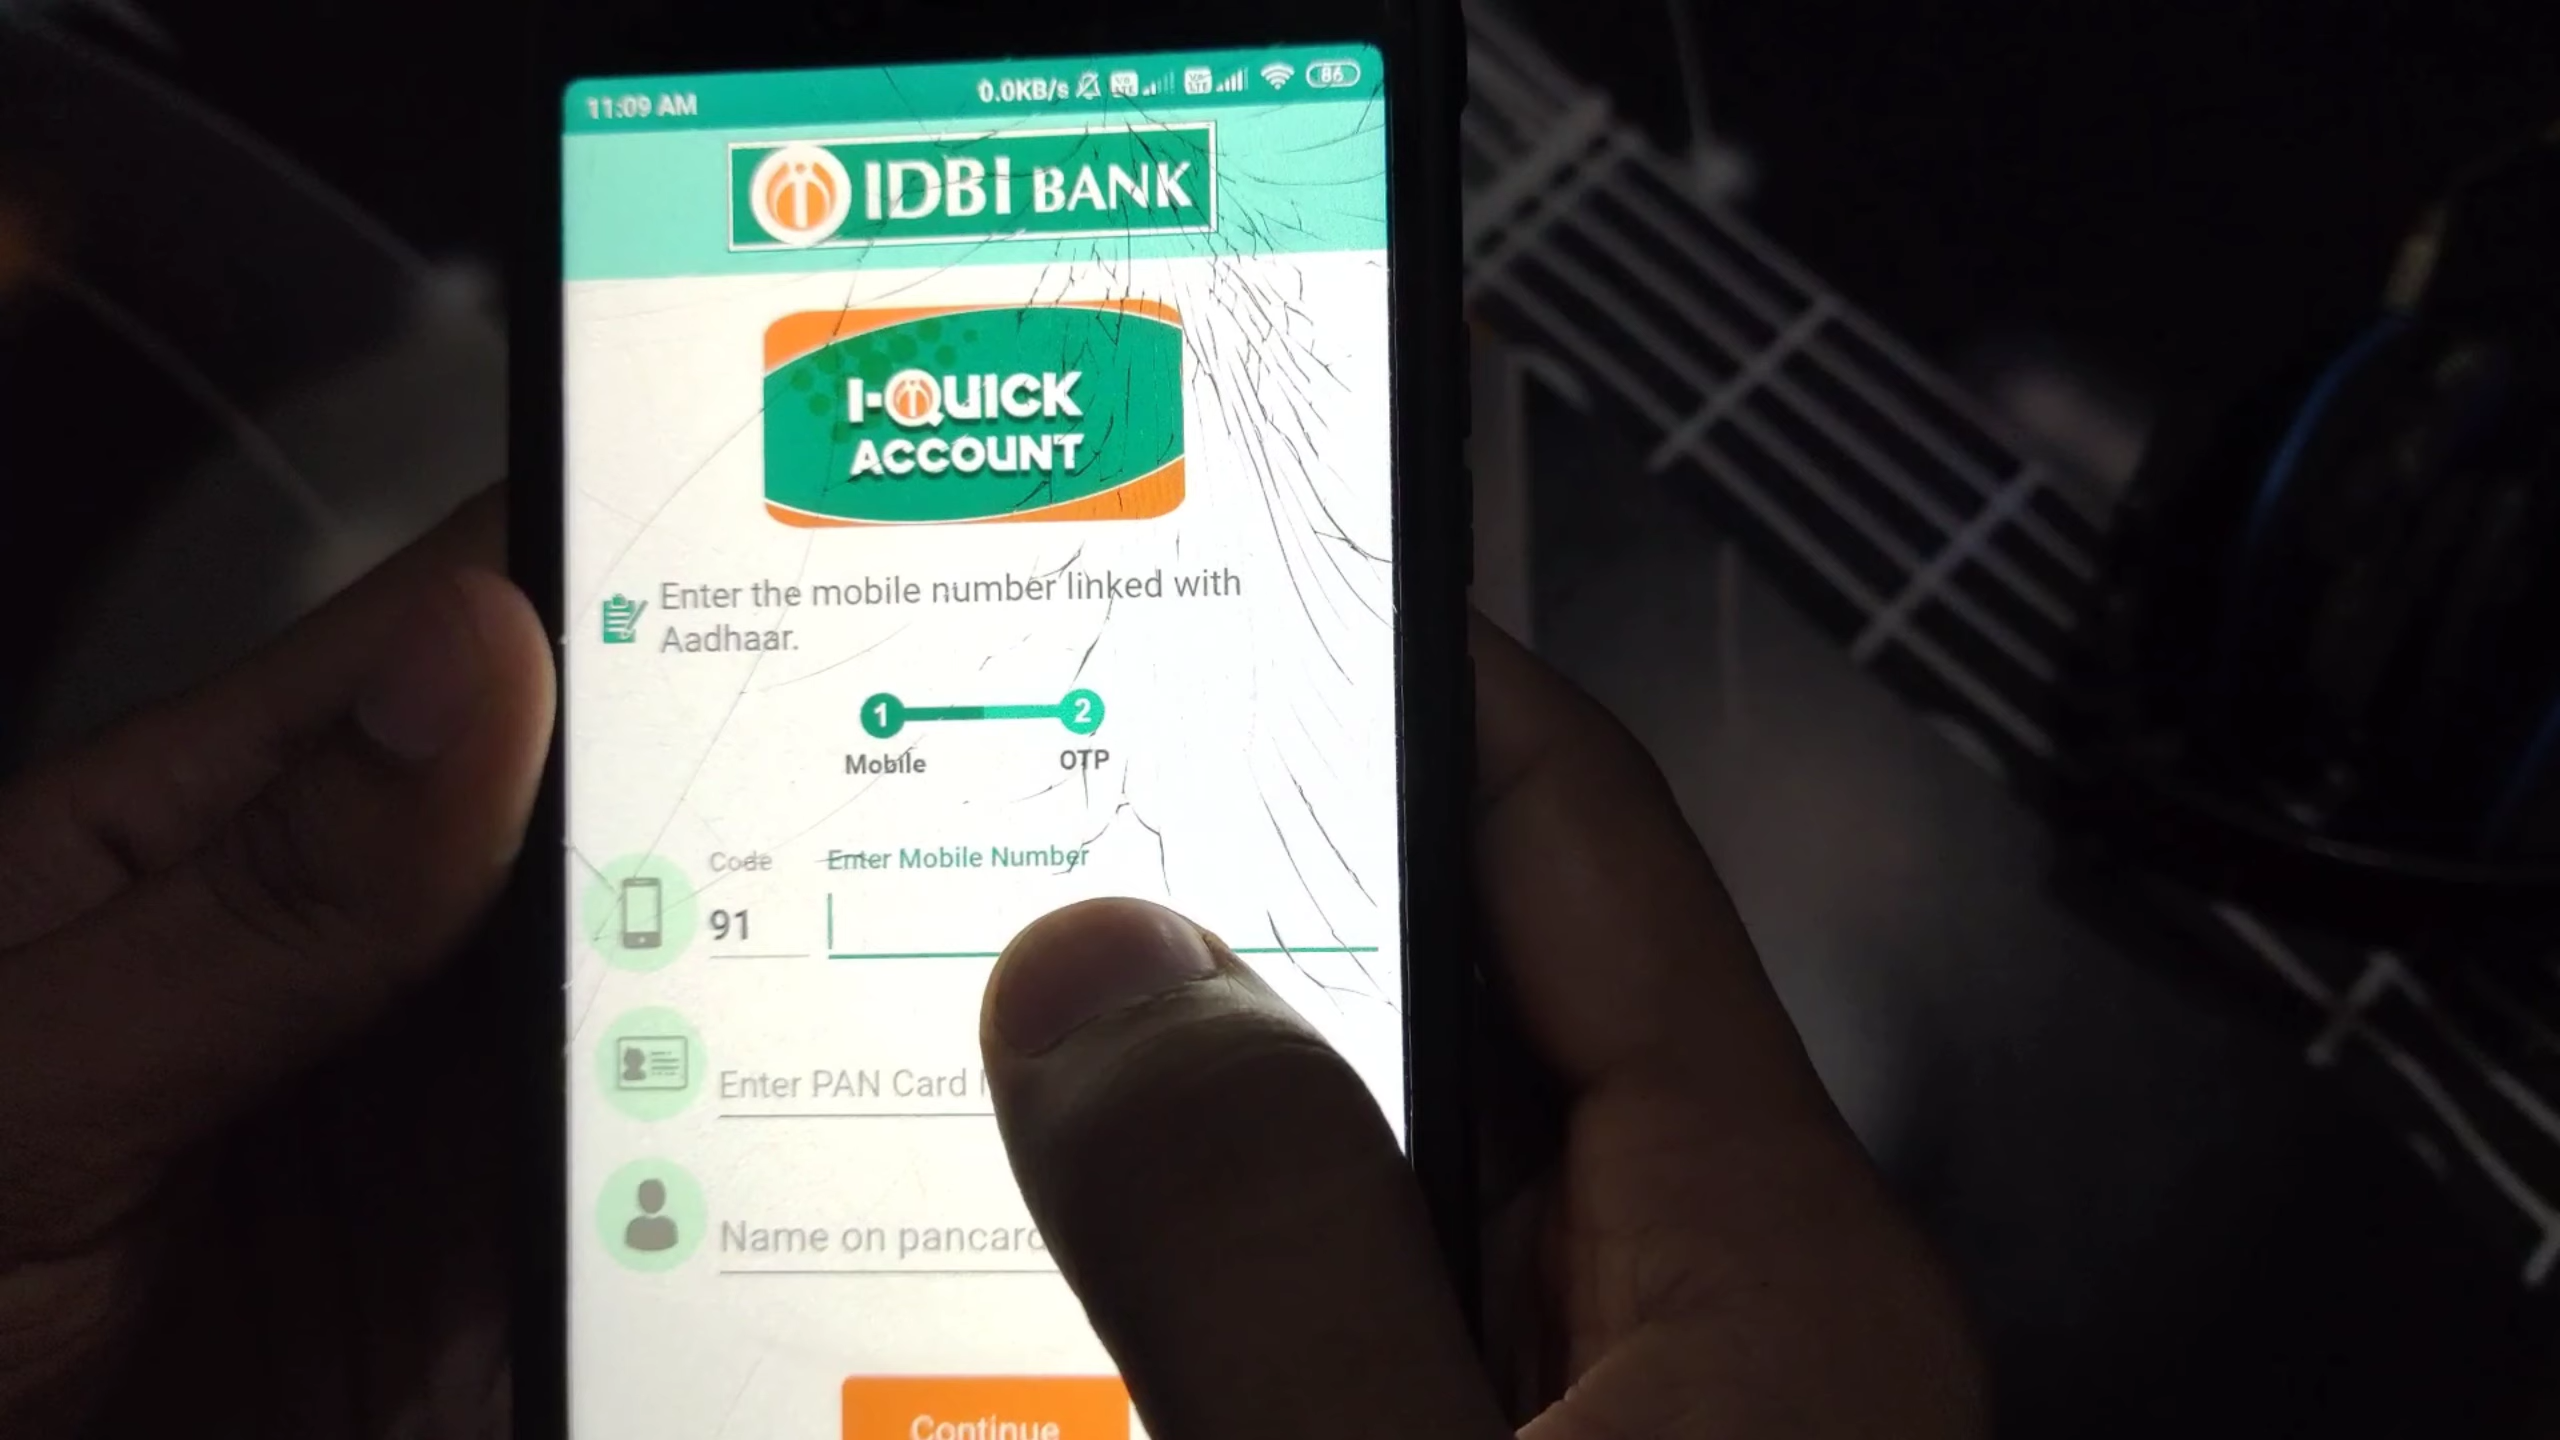 11:09 AM 0.0KB/s 86
IDBI BANK
I-QUICK
ACCOUNT
Enter the mobile number linked with
Aadhaar.
1 2
Mobile OTP
Code Enter Mobile Number
91
Enter PAN Card
Name on pancard
Continue